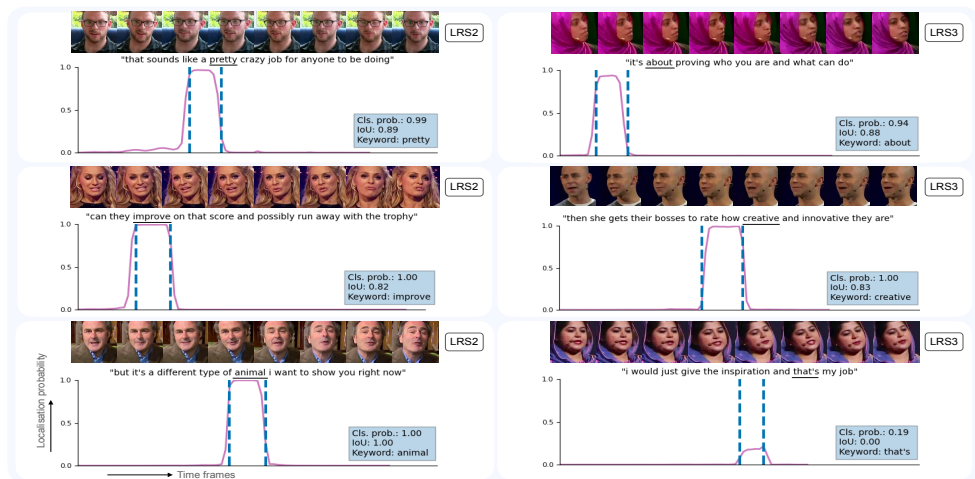 LRS2
"that sounds like a pretty crazy job for anyone to be doing"
1.0
0.5
0.0
Cls. prob.: 0.99
IoU: 0.89
Keyword: pretty
LRS3
"it's about proving who you are and what can do"
1.0
0.5
0.0
Cls. prob.: 0.94
IoU: 0.88
Keyword: about
LRS2
"can they improve on that score and possibly run away with the trophy"
1.0
0.5
0.0
Cls. prob.: 1.00
IoU: 0.82
Keyword: improve
LRS3
"then she gets their bosses to rate how creative and innovative they are"
1.0
0.5
0.0
Cls. prob.: 1.00
IoU: 0.83
Keyword: creative
LRS2
"but it's a different type of animal i want to show you right now"
1.0
0.5
0.0
Cls. prob.: 1.00
IoU: 1.00
Keyword: animal
Localisation probability
Time frames
LRS3
"i would just give the inspiration and that's my job"
1.0
0.5
0.0
Cls. prob.: 0.19
IoU: 0.00
Keyword: that's